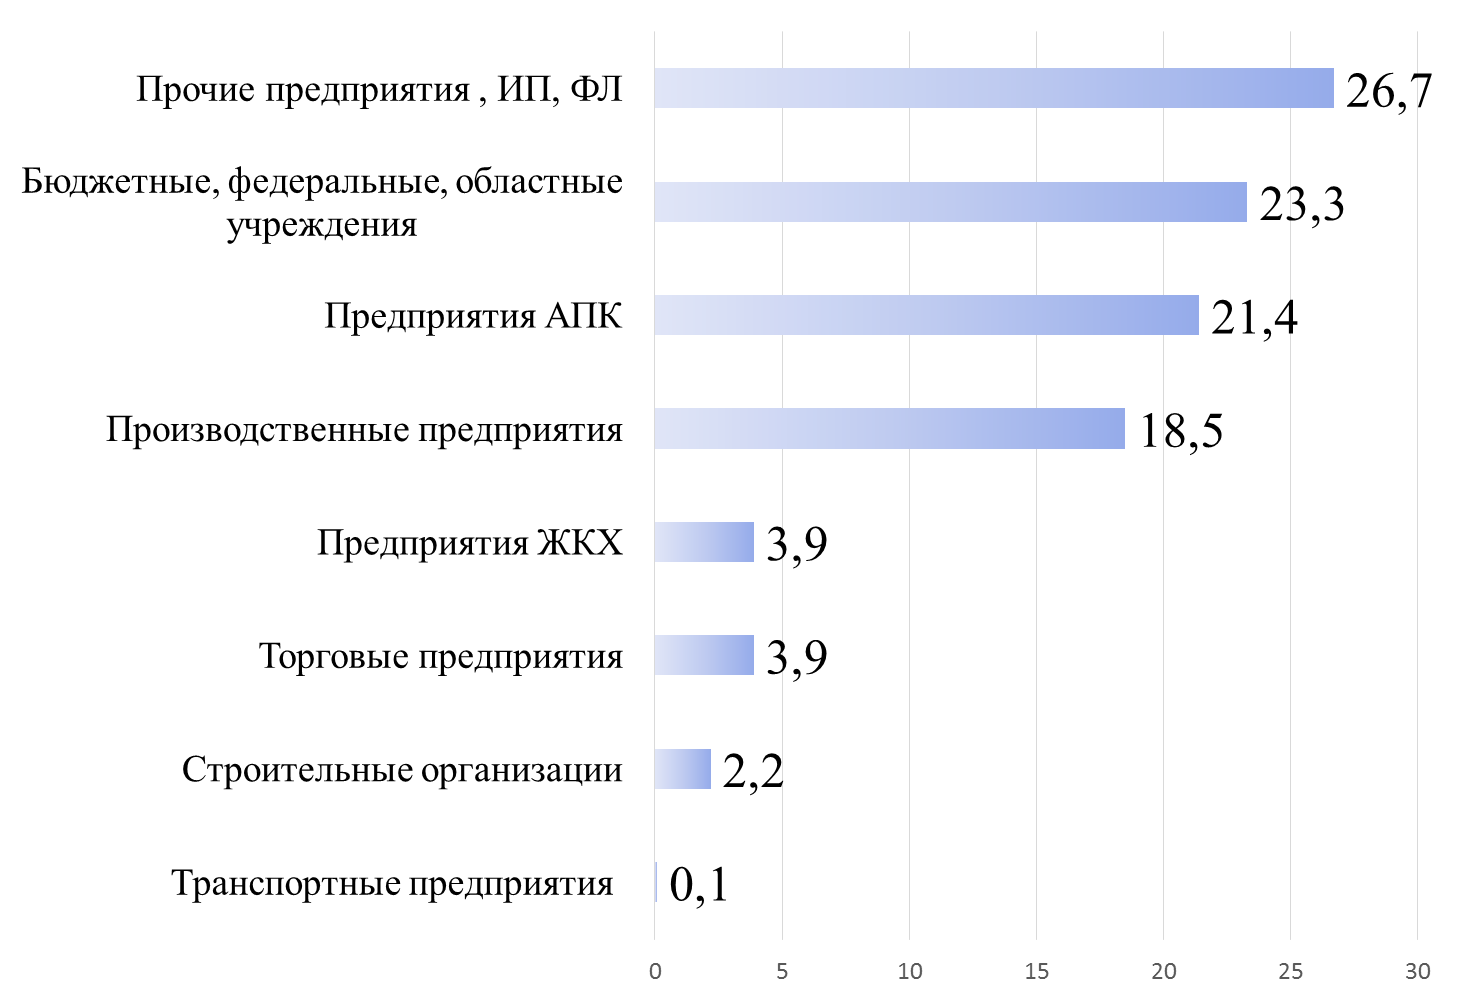 Прочие предприятия , ИП, ФЛ
26,7
Бюджетные, федеральные, областные
учреждения
23,3
Предприятия АПК
21,4
Производственные предприятия
18,5
Предприятия ЖКХ
3,9
Торговые предприятия
3,9
Строительные организации
2,2
Транспортные предприятия
0,1
0 5 10 15 20 25 30